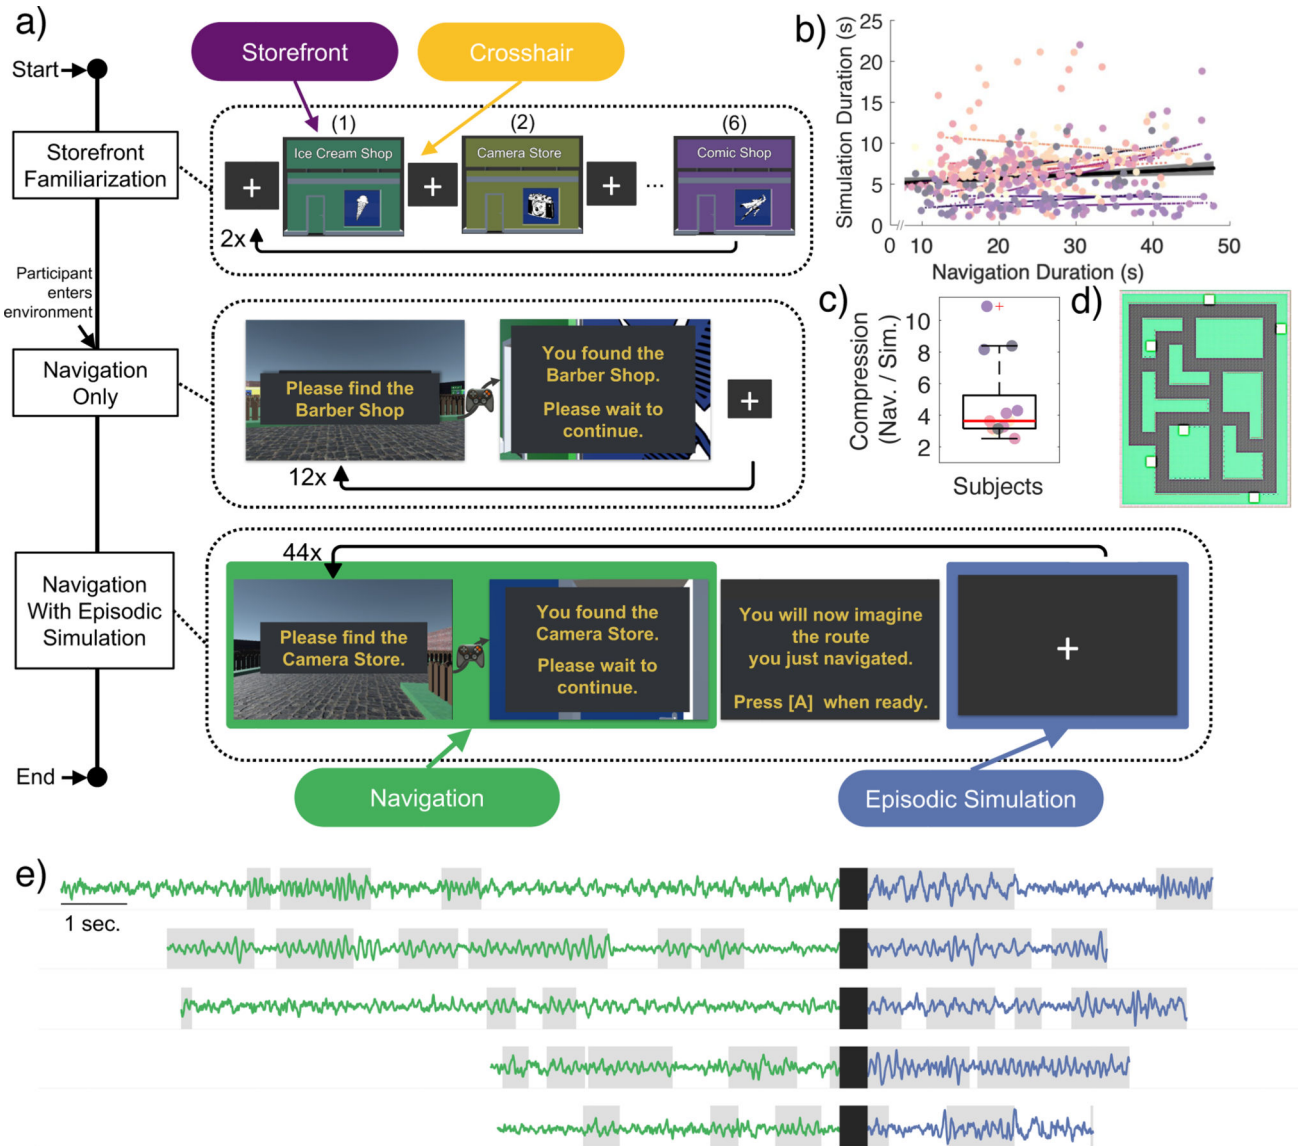 a)
Start
Storefront
Crosshair
Storefront
Familiarization
(1)
(2)
(6)
Ice Cream Shop
Camera Store
Comic Shop
+
+
+
...
2x
Participant
enters
environment
Navigation
Only
Please find the
Barber Shop
You found the
Barber Shop.
Please wait to
continue.
+
12x
Navigation
With Episodic
Simulation
44x
Please find the
Camera Store.
You found the
Camera Store.
Please wait to
continue.
You will now imagine
the route
you just navigated.
Press [A] when ready.
+
End
Navigation
Episodic Simulation
b)
Simulation Duration (s)
25
20
15
10
5
0
0 10 20 30 40 50
Navigation Duration (s)
c)
Compression
(Nav. / Sim.)
10
8
6
4
2
Subjects
d)
e)
1 sec.